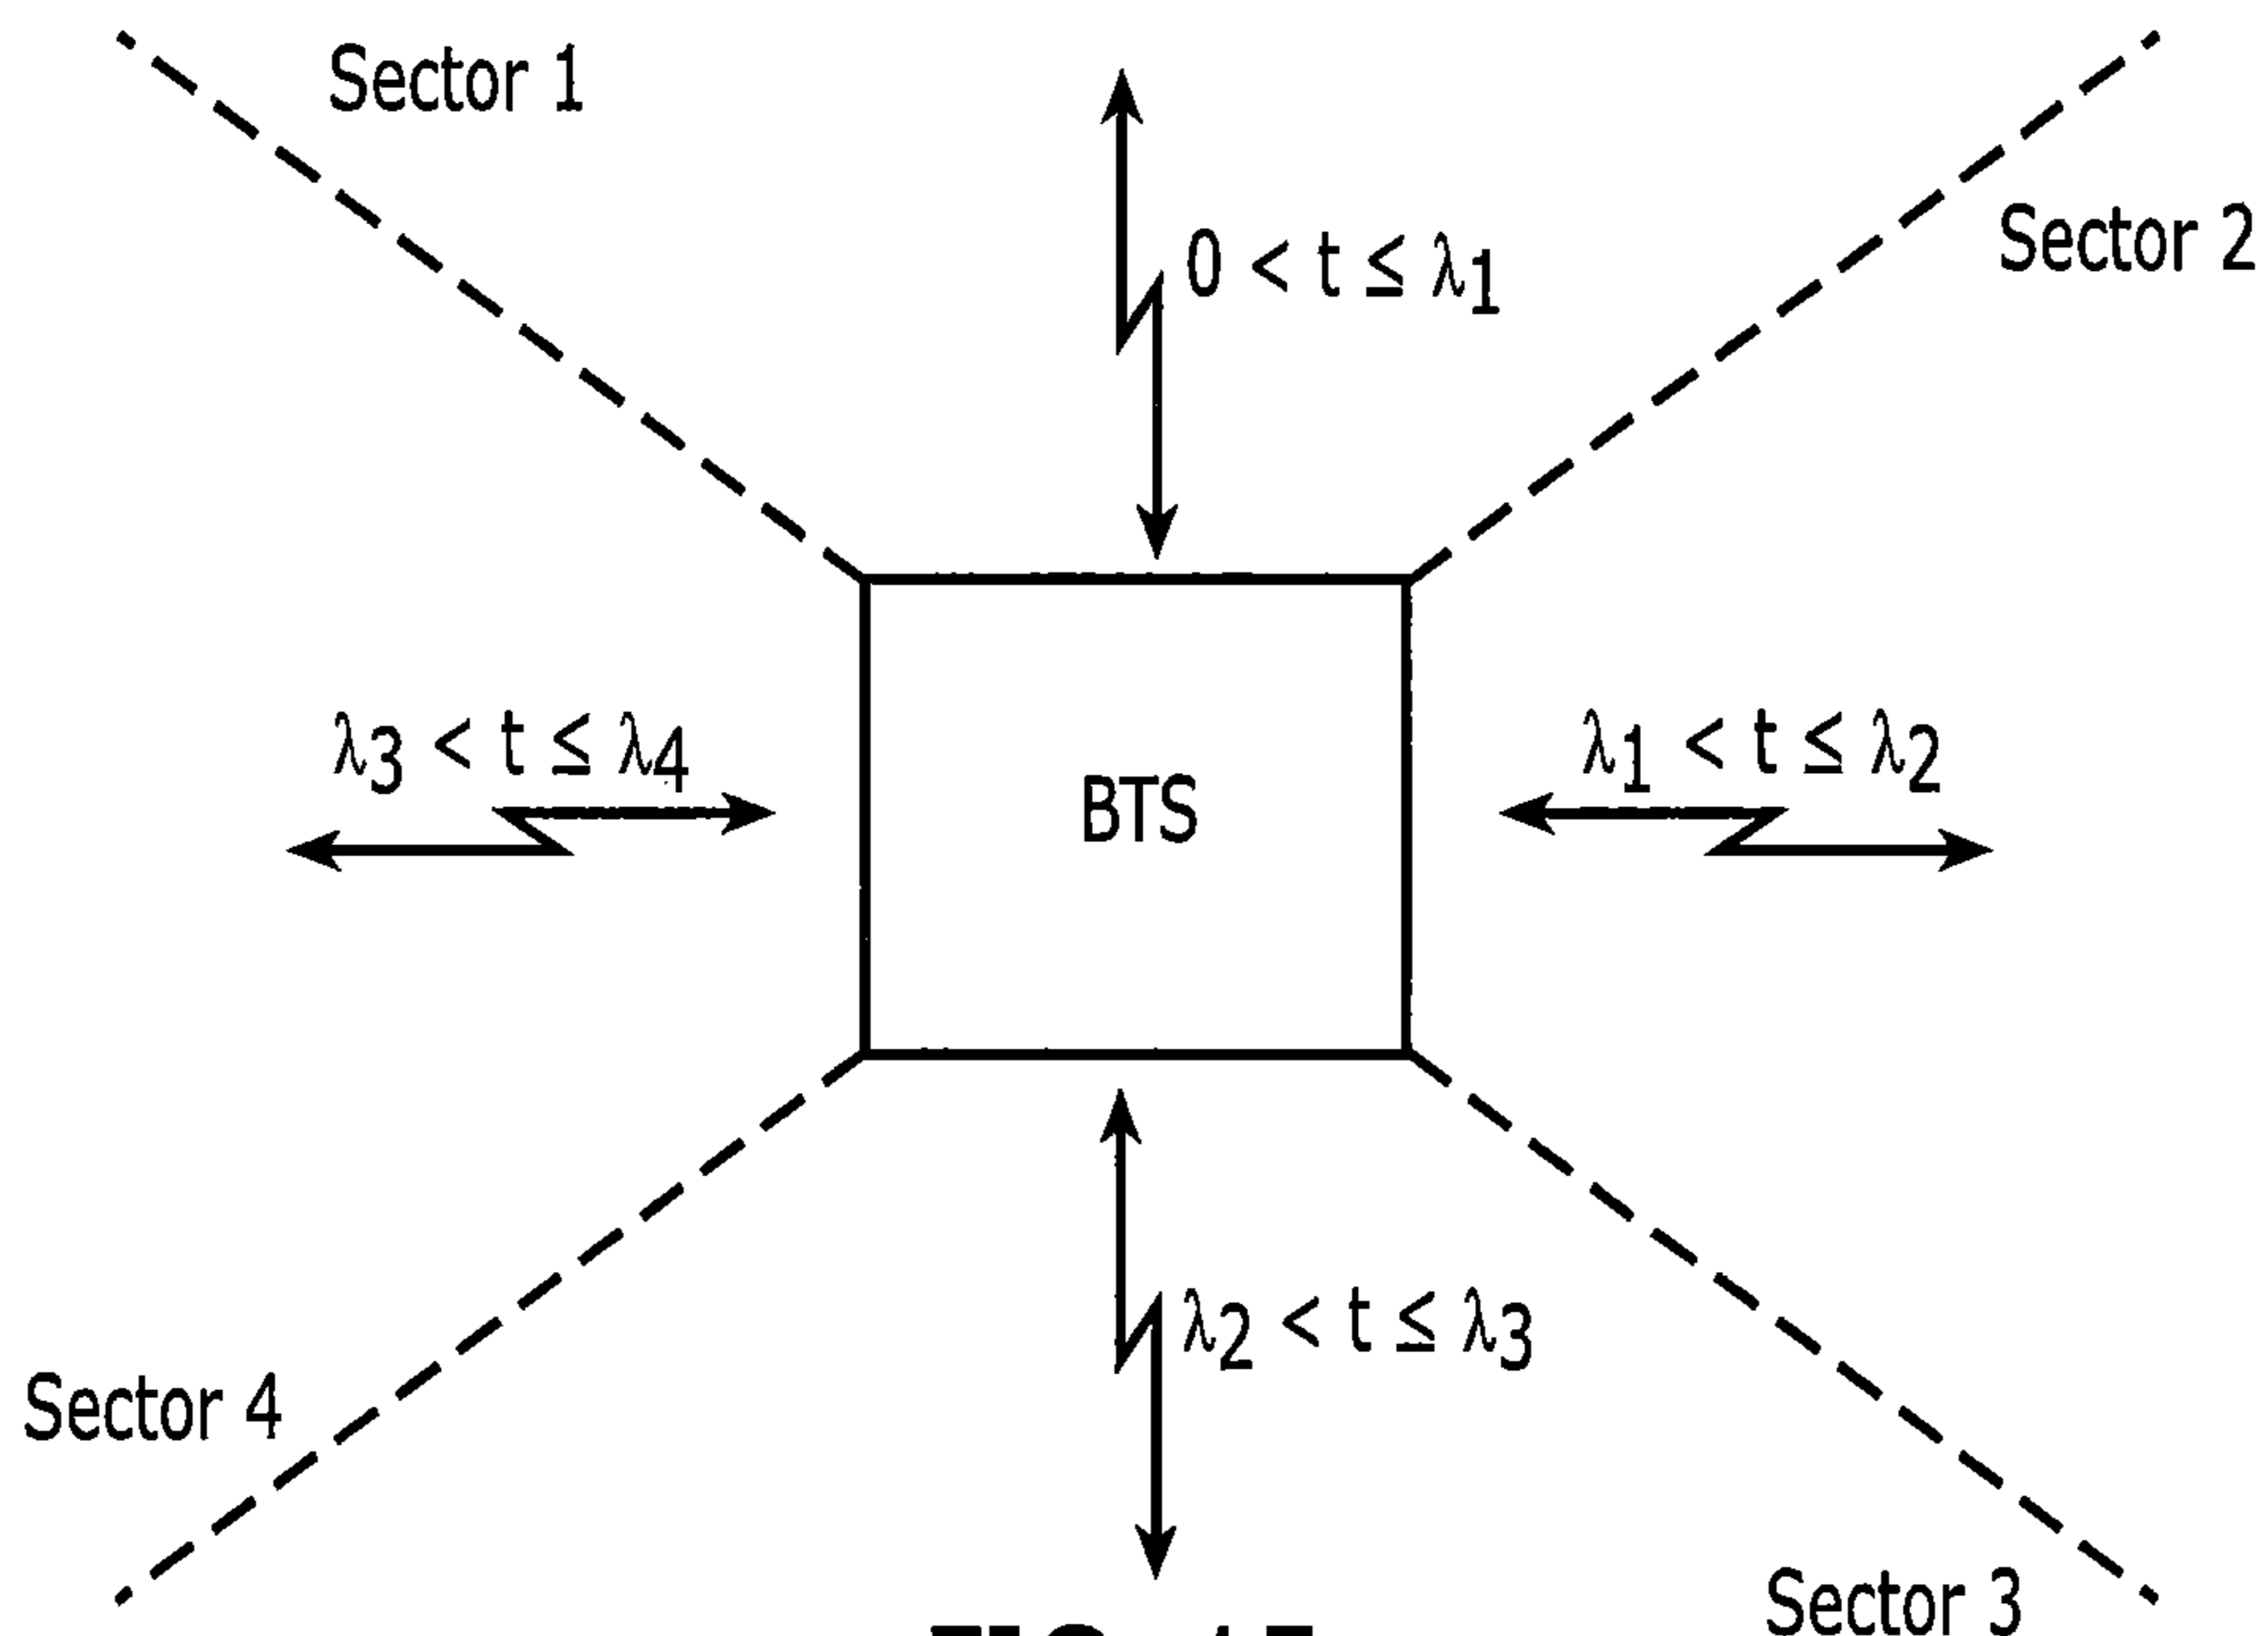 Sector 1
Sector 2
0 < t ≤ λ1
λ3 < t ≤ λ4
λ1 < t ≤ λ2
BTS
λ2 < t ≤ λ3
Sector 4
Sector 3